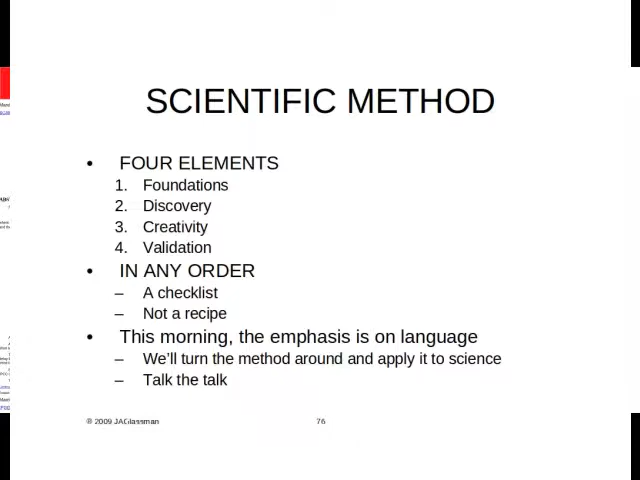 SCIENTIFIC METHOD
• FOUR ELEMENTS
1. Foundations
2. Discovery
3. Creativity
4. Validation
• IN ANY ORDER
– A checklist
– Not a recipe
• This morning, the emphasis is on language
– We'll turn the method around and apply it to science
– Talk the talk
© 2009 JAGlassman 76